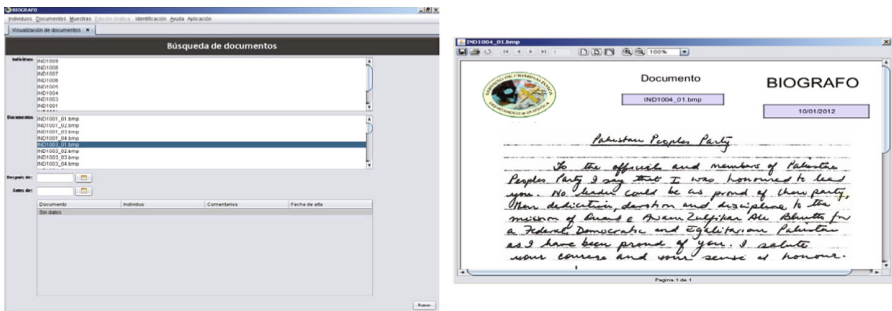 BIOGRAFO
Individuos Documentos Muestras Edición Gráfica Identificación Ayuda Aplicación
Visualización de documentos
Búsqueda de documentos
Individuos
IND1009
IND1008
IND1007
IND1006
IND1005
IND1004
IND1003
IND1001
Documentos
IND1001_01.bmp
IND1001_02.bmp
IND1001_03.bmp
IND1001_04.bmp
IND1003_01.bmp
IND1003_02.bmp
IND1003_03.bmp
IND1003_04.bmp
Después de:
Antes de:
Documento Individuo Comentarios Fecha de alta
Sin datos
Buscar
IND1004_01.bmp
100%
Documento
BIOGRAFO
IND1004_01.bmp
10/01/2012
Pakistan Peoples Party
To the officials and members of Pakistan
Peoples Party I say that I was honoured to lead
you. No leader could be as proud of their party,
their dedication, devotion and discipline to the
mission of Quaid e Awam Zulfikar Ali Bhutto for
a Federal Democratic and Egalitarian Pakistan
as I have been proud of you. I salute
your courage and your sense of honour.
Pagina 1 de 1